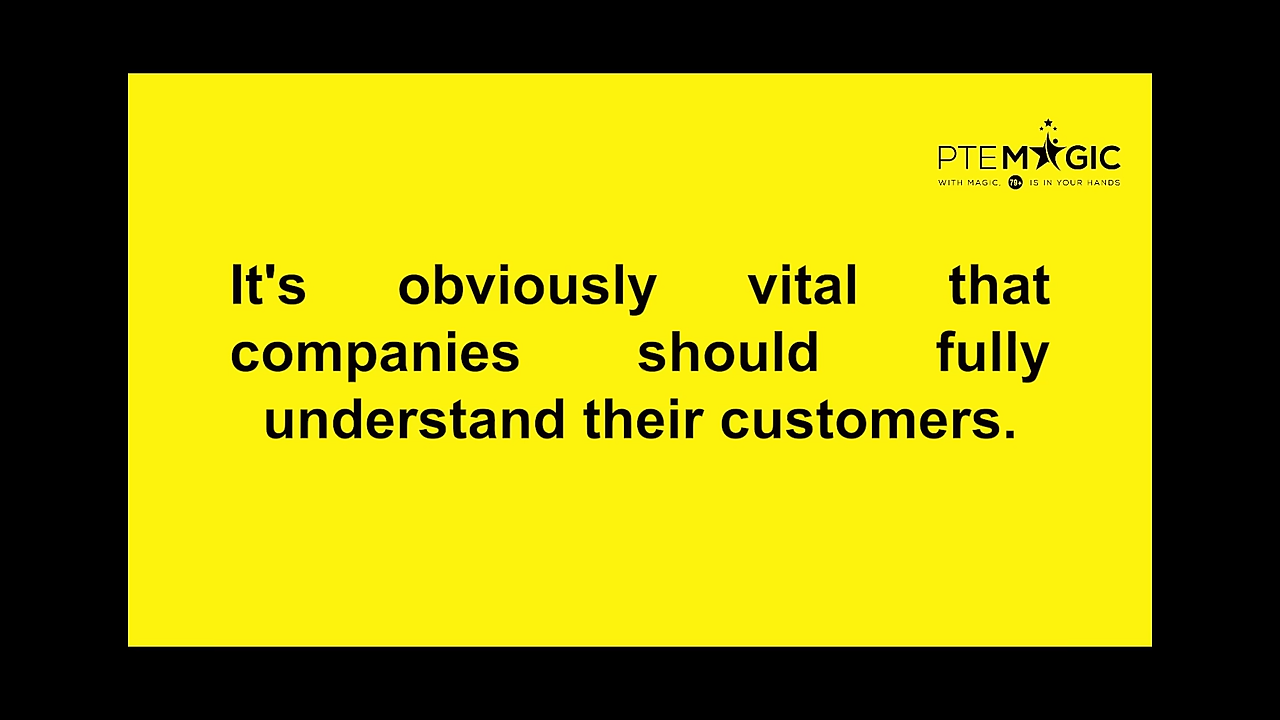 PTEMAGIC
WITH MAGIC, 79+ IS IN YOUR HANDS
It's obviously vital that
companies should fully
understand their customers.